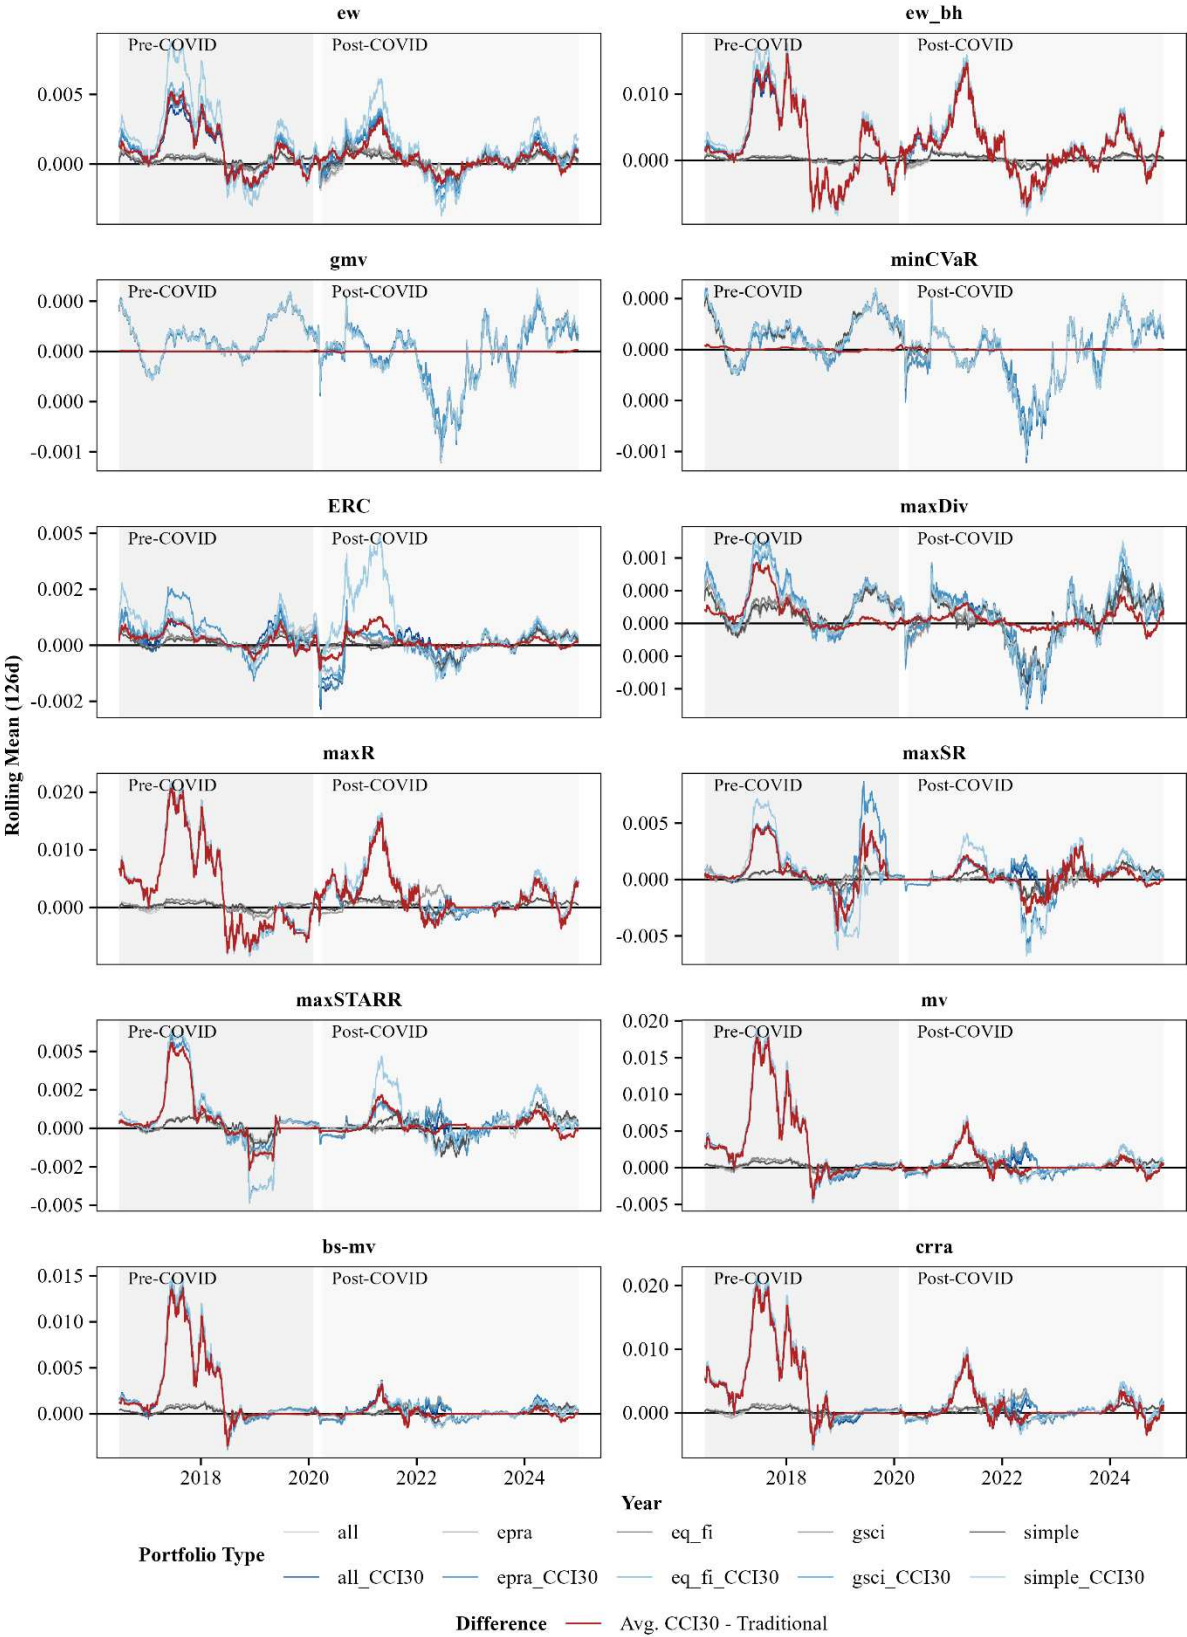 ew
ew_bh
Pre-COVID
Post-COVID
0.005
0.000
Pre-COVID
Post-COVID
0.010
0.000
gmv
minCVaR
Pre-COVID
Post-COVID
0.000
0.000
0.000
-0.001
Pre-COVID
Post-COVID
0.000
0.000
0.000
-0.001
ERC
maxDiv
Pre-COVID
Post-COVID
0.005
0.002
0.000
-0.002
Pre-COVID
Post-COVID
0.001
0.000
0.000
0.000
-0.001
Rolling Mean (126d)
maxR
maxSR
Pre-COVID
Post-COVID
0.020
0.010
0.000
Pre-COVID
Post-COVID
0.005
0.000
-0.005
maxSTARR
mv
Pre-COVID
Post-COVID
0.005
0.002
0.000
-0.002
-0.005
Pre-COVID
Post-COVID
0.020
0.015
0.010
0.005
0.000
-0.005
bs-mv
crra
Pre-COVID
Post-COVID
0.015
0.010
0.005
0.000
Pre-COVID
Post-COVID
0.020
0.010
0.000
2018 2020 2022 2024
2018 2020 2022 2024
Year
Portfolio Type
all epra eq_fi gsci simple
all_CCI30 epra_CCI30 eq_fi_CCI30 gsci_CCI30 simple_CCI30
Difference Avg. CCI30 - Traditional